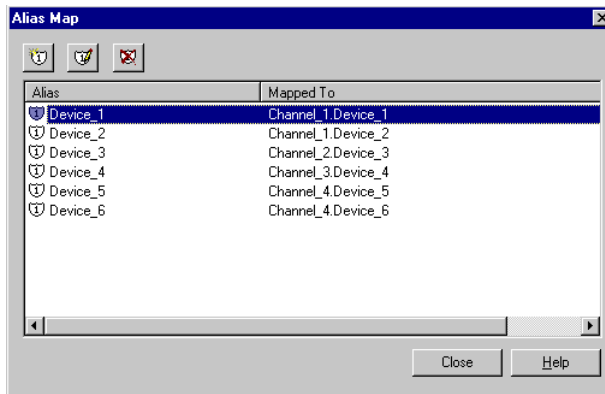 Alias Map
Alias Mapped To
Device_1 Channel_1.Device_1
Device_2 Channel_1.Device_2
Device_3 Channel_2.Device_3
Device_4 Channel_3.Device_4
Device_5 Channel_4.Device_5
Device_6 Channel_4.Device_6
Close Help